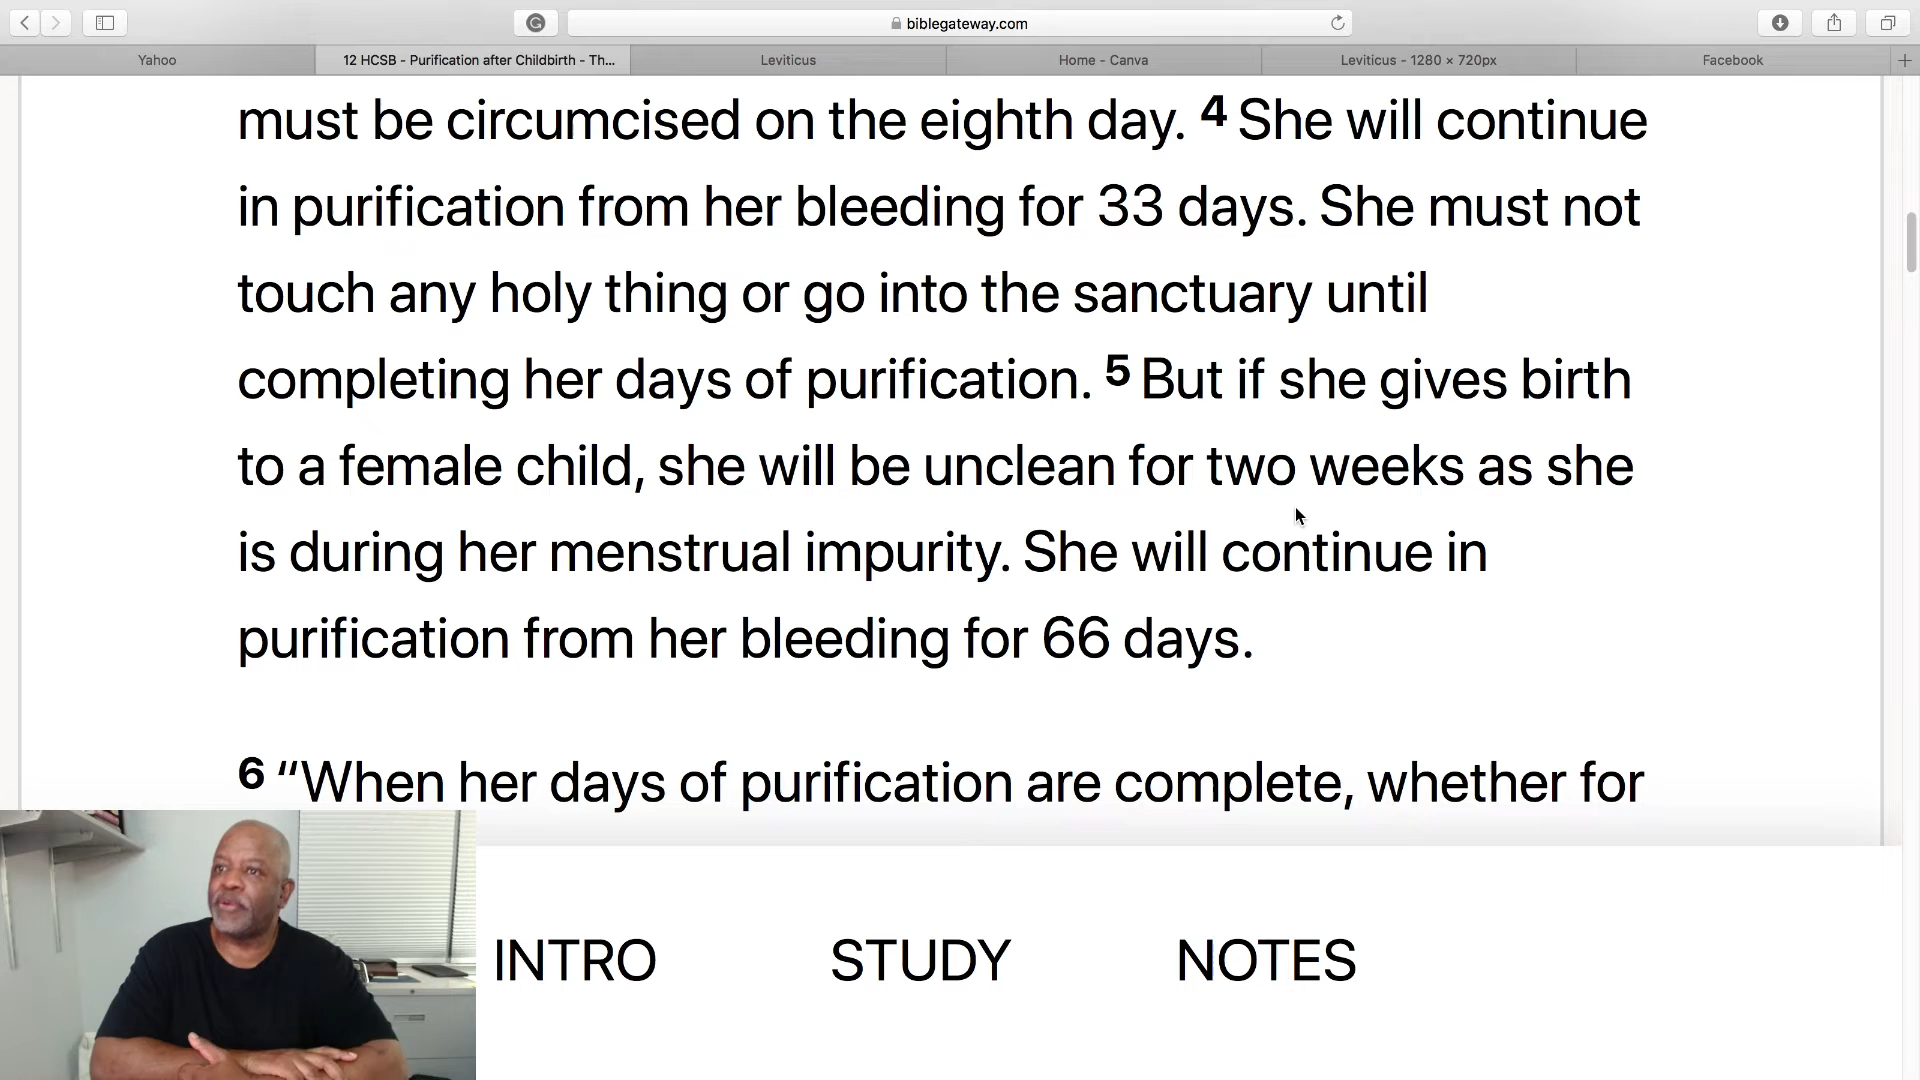 biblegateway.com
Yahoo
12 HCSB - Purification after Childbirth - Th...
Leviticus
Home - Canva
Leviticus - 1280 × 720px
Facebook
must be circumcised on the eighth day. 4 She will continue
in purification from her bleeding for 33 days. She must not
touch any holy thing or go into the sanctuary until
completing her days of purification. 5 But if she gives birth
to a female child, she will be unclean for two weeks as she
is during her menstrual impurity. She will continue in
purification from her bleeding for 66 days.
6 “When her days of purification are complete, whether for
INTRO
STUDY
NOTES